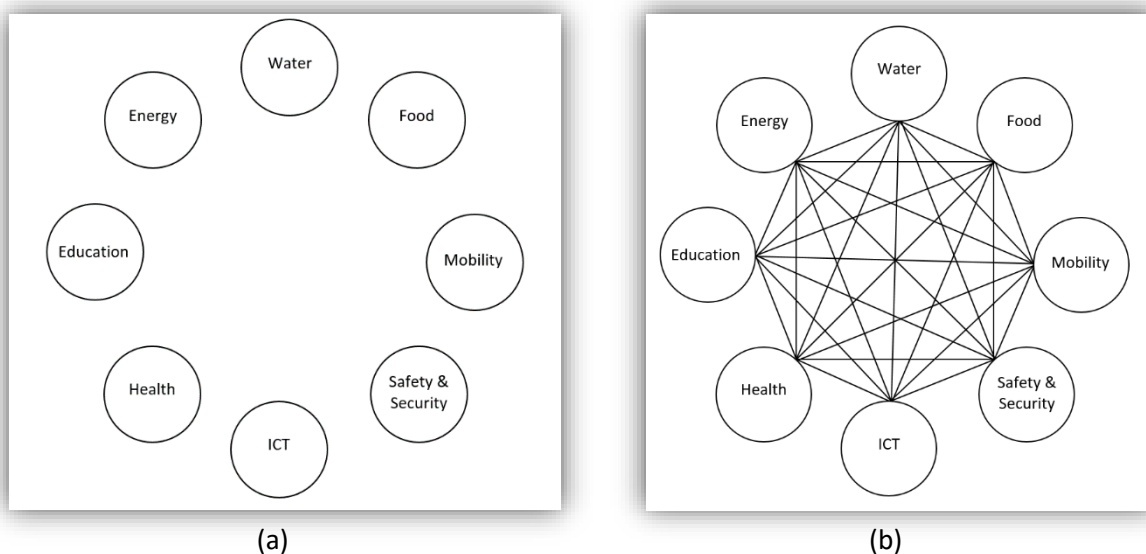 Water
Energy
Food
Education
Mobility
Health
Safety &
Security
ICT
(a)
Water
Energy
Food
Education
Mobility
Health
Safety &
Security
ICT
(b)